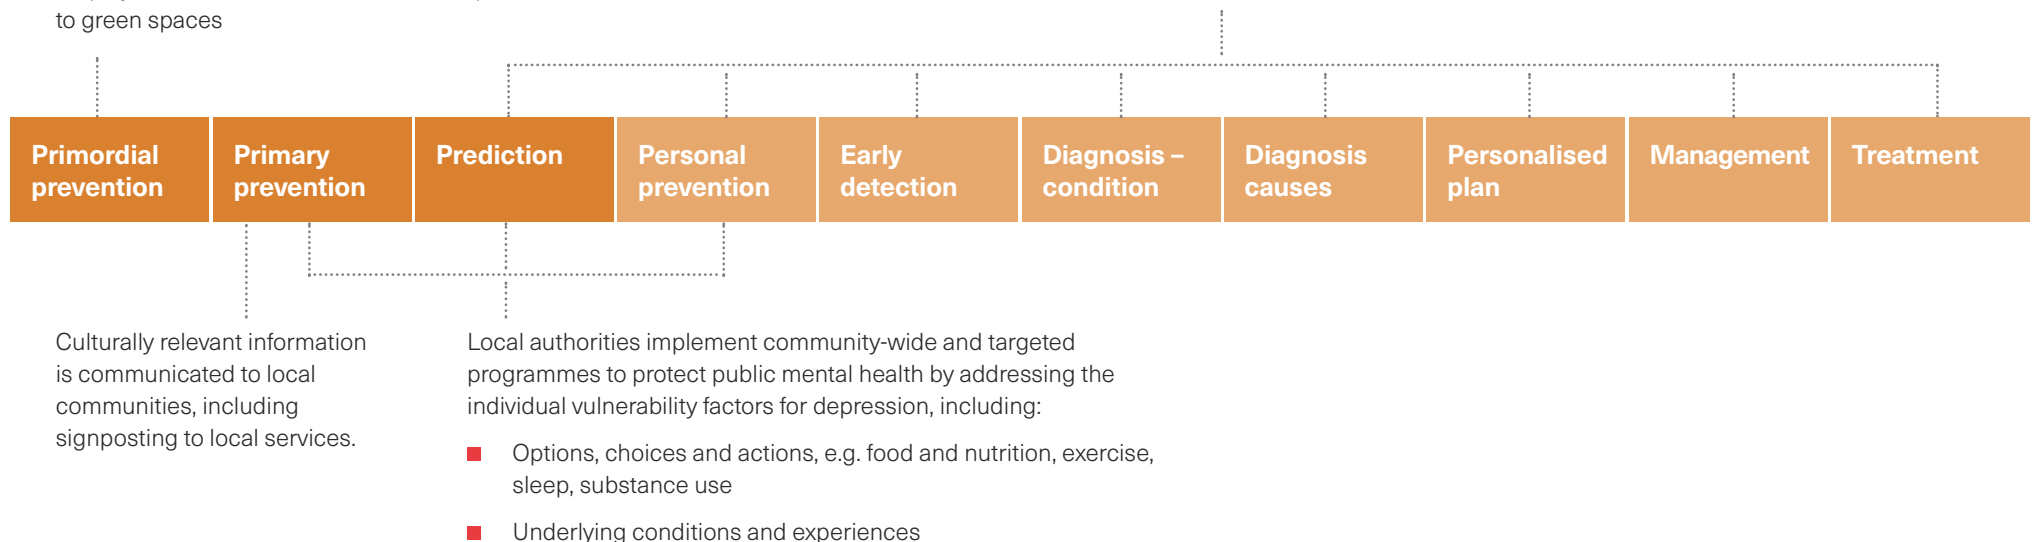 to green spaces
Primordial
prevention
Primary
prevention
Prediction
Personal
prevention
Early
detection
Diagnosis –
condition
Diagnosis
causes
Personalised
plan
Management
Treatment
Culturally relevant information
is communicated to local
communities, including
signposting to local services.
Local authorities implement community-wide and targeted
programmes to protect public mental health by addressing the
individual vulnerability factors for depression, including:
Options, choices and actions, e.g. food and nutrition, exercise,
sleep, substance use
Underlying conditions and experiences